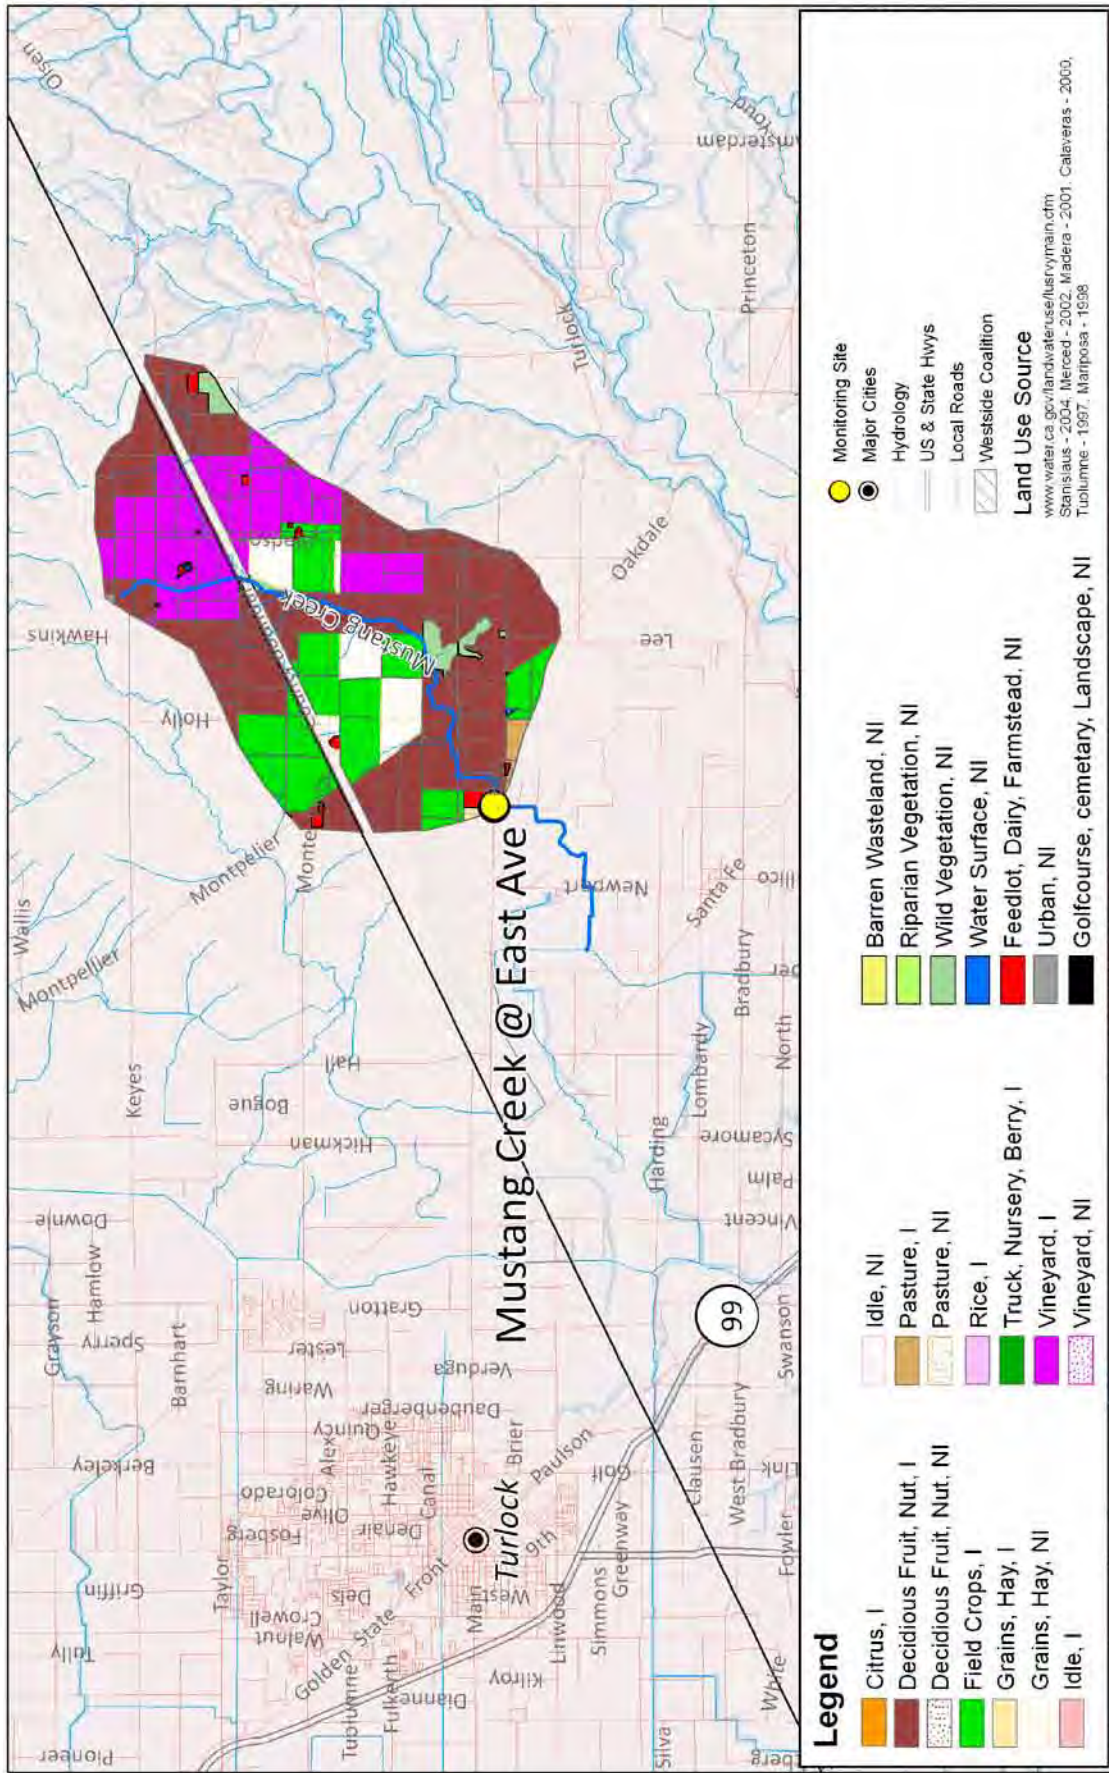 Olsen
Youd
Amsterdam
Princeton
Turlock
Oakdale
Lee
Hawkins
Holly
Mustang Creek
County Boundary
Montpelier
Wallis
Montpellier
Keyes
Hall
Bogue
Hickman
Newport
Santa Fe
Bradbury
Lombardy
North
Sycamore
Harding
Palm
Vincent
Mustang Creek @ East Ave
Downie
Hamlow
Grayson
Sperry
Barnhart
Gratton
Lester
Waring
Verduga
Daubenberger
Quincy
Brier
Paulson
Golf
99
Swanson
Berkeley
Alex
Hawkeye
Canal
Colorado
Olive
Fosberg
Denair
Turlock
9th
Clausen
West Bradbury
Link
Fowler
Griffin
Taylor
Dels
Front
Crowell
Walnut
Main
West
Greenway
Simmons
Linwood
Tully
Golden State
Tuolumne
Fulkerth
Dianne
Kilroy
White
Pioneer
Silva
Legend
Citrus, I
Decidious Fruit, Nut, I
Decidious Fruit, Nut, NI
Field Crops, I
Grains, Hay, I
Grains, Hay, NI
Idle, I
Idle, NI
Pasture, I
Pasture, NI
Rice, I
Truck, Nursery, Berry, I
Vineyard, I
Vineyard, NI
Barren Wasteland, NI
Riparian Vegetation, NI
Wild Vegetation, NI
Water Surface, NI
Feedlot, Dairy, Farmstead, NI
Urban, NI
Golfcourse, cemetary, Landscape, NI
Monitoring Site
Major Cities
Hydrology
US & State Hwys
Local Roads
Westside Coalition
Land Use Source
www.water.ca.gov/landwateruse/lusrvymain.cfm
Stanislaus - 2004, Merced - 2002, Madera - 2001, Calaveras - 2000,
Tuolumne - 1997, Mariposa - 1998